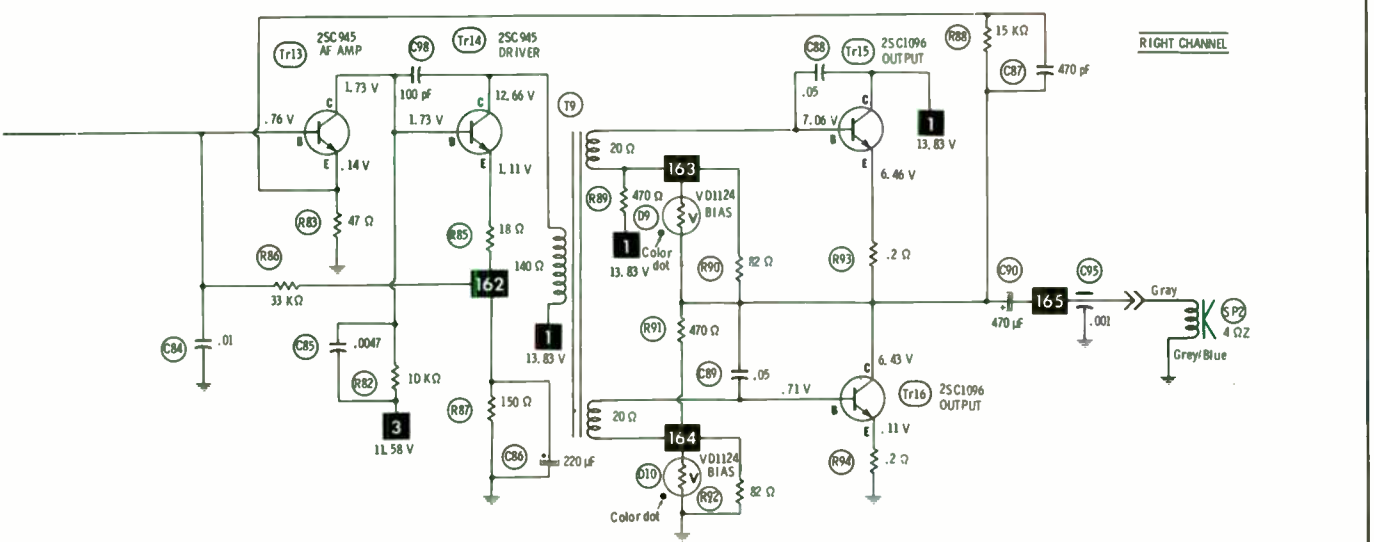 2SC945
AF AMP
Tr13
C98
Tr14
2SC945
DRIVER
C88
Tr15
2SC1096
OUTPUT
R88
15 KΩ
RIGHT CHANNEL
C87
470 pF
1.73 V
100 pF
12.66 V
.05
T9
C
C
C
.76 V
1.73 V
7.06 V
1
13.83 V
B
B
B
E
E
E
.14 V
1.11 V
20 Ω
163
6.46 V
R83
47 Ω
R85
18 Ω
R89
470 Ω
D9
V
VD1124
BIAS
1
13.83 V
Color
dot
R86
33 KΩ
162
140 Ω
R90
82 Ω
R93
.2 Ω
C90
470 µF
+
165
C95
.001
Gray
SP2
4 ΩZ
Grey/Blue
C84
.01
C85
.0047
1
13.83 V
R91
470 Ω
R82
10 KΩ
C89
.05
6.43 V
C
3
11.58 V
R87
150 Ω
20 Ω
.71 V
B
E
Tr16
2SC1096
OUTPUT
.11 V
164
C86
220 µF
D10
V
VD1124
BIAS
R92
82 Ω
R94
.2 Ω
Color dot